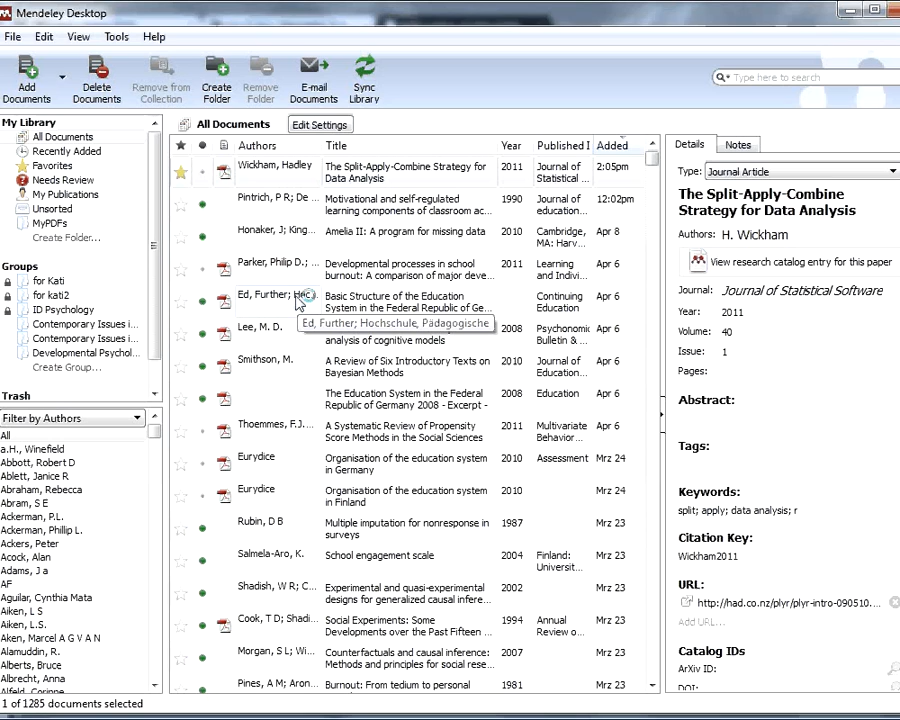 Mendeley Desktop
File Edit View Tools Help
Add Documents
Delete Documents
Remove from Collection
Create Folder
Remove Folder
E-mail Documents
Sync Library
Type here to search
My Library
All Documents
Recently Added
Favorites
Needs Review
My Publications
Unsorted
MyPDFs
Create Folder...
Groups
for Kati
for kati2
ID Psychology
Contemporary Issues i...
Contemporary Issues i...
Developmental Psychol...
Create Group...
Trash
Filter by Authors
All
a.H., Winefield
Abbott, Robert D
Ablett, Janice R
Abraham, Rebecca
Abram, S E
Ackerman, P.L.
Ackerman, Phillip L.
Ackers, Peter
Acock, Alan
Adams, J a
AF
Aguilar, Cynthia Mata
Aiken, L S
Aiken, L.S.
Aken, Marcel A G V A N
Alamuddin, R.
Alberts, Bruce
Albrecht, Anna
Alfeld, Corinne
All Documents Edit Settings
Authors Title Year Published I Added
Wickham, Hadley The Split-Apply-Combine Strategy for 2011 Journal of 2:05pm
Data Analysis Statistical ...
Pintrich, P R; De ... Motivational and self-regulated 1990 Journal of 12:02pm
learning components of classroom ac... education...
Honaker, J; King... Amelia II: A program for missing data 2010 Cambridge, Apr 8
MA: Harv...
Parker, Philip D.; ... Developmental processes in school 2011 Learning Apr 6
burnout: A comparison of major deve... and Indivi...
Ed, Further; Hoc... Basic Structure of the Education Continuing Apr 6
System in the Federal Republic of Ge... Education
Ed, Further; Hochschule, Pädagogische
Lee, M. D. 2008 Psychonomic Apr 6
analysis of cognitive models Bulletin & ...
Smithson, M. A Review of Six Introductory Texts on 2010 Journal of Apr 6
Bayesian Methods Education...
The Education System in the Federal 2008 Education Apr 6
Republic of Germany 2008 - Excerpt -
Thoemmes, F.J.... A Systematic Review of Propensity 2011 Multivariate Apr 6
Score Methods in the Social Sciences Behavior...
Eurydice Organisation of the education system 2010 Assessment Mrz 24
in Germany
Eurydice Organisation of the education system 2010 Mrz 24
in Finland
Rubin, D B Multiple imputation for nonresponse in 1987 Mrz 23
surveys
Salmela-Aro, K. School engagement scale 2004 Finland: Mrz 23
Universit...
Shadish, W R; C... Experimental and quasi-experimental 2002 Mrz 23
designs for generalized causal infere...
Cook, T D; Shadi... Social Experiments: Some 1994 Annual Mrz 23
Developments over the Past Fifteen ... Review o...
Morgan, S L; Wi... Counterfactuals and causal inference: 2007 Mrz 23
Methods and principles for social rese...
Pines, A M; Aron... Burnout: From tedium to personal 1981 Mrz 23
Details Notes
Type: Journal Article
The Split-Apply-Combine
Strategy for Data Analysis
Authors: H. Wickham
View research catalog entry for this paper
Journal: Journal of Statistical Software
Year: 2011
Volume: 40
Issue: 1
Pages:
Abstract:
Tags:
Keywords:
split; apply; data analysis; r
Citation Key:
Wickham2011
URL:
http://had.co.nz/plyr/plyr-intro-090510....
Add URL...
Catalog IDs
ArXiv ID:
DOI:
1 of 1285 documents selected